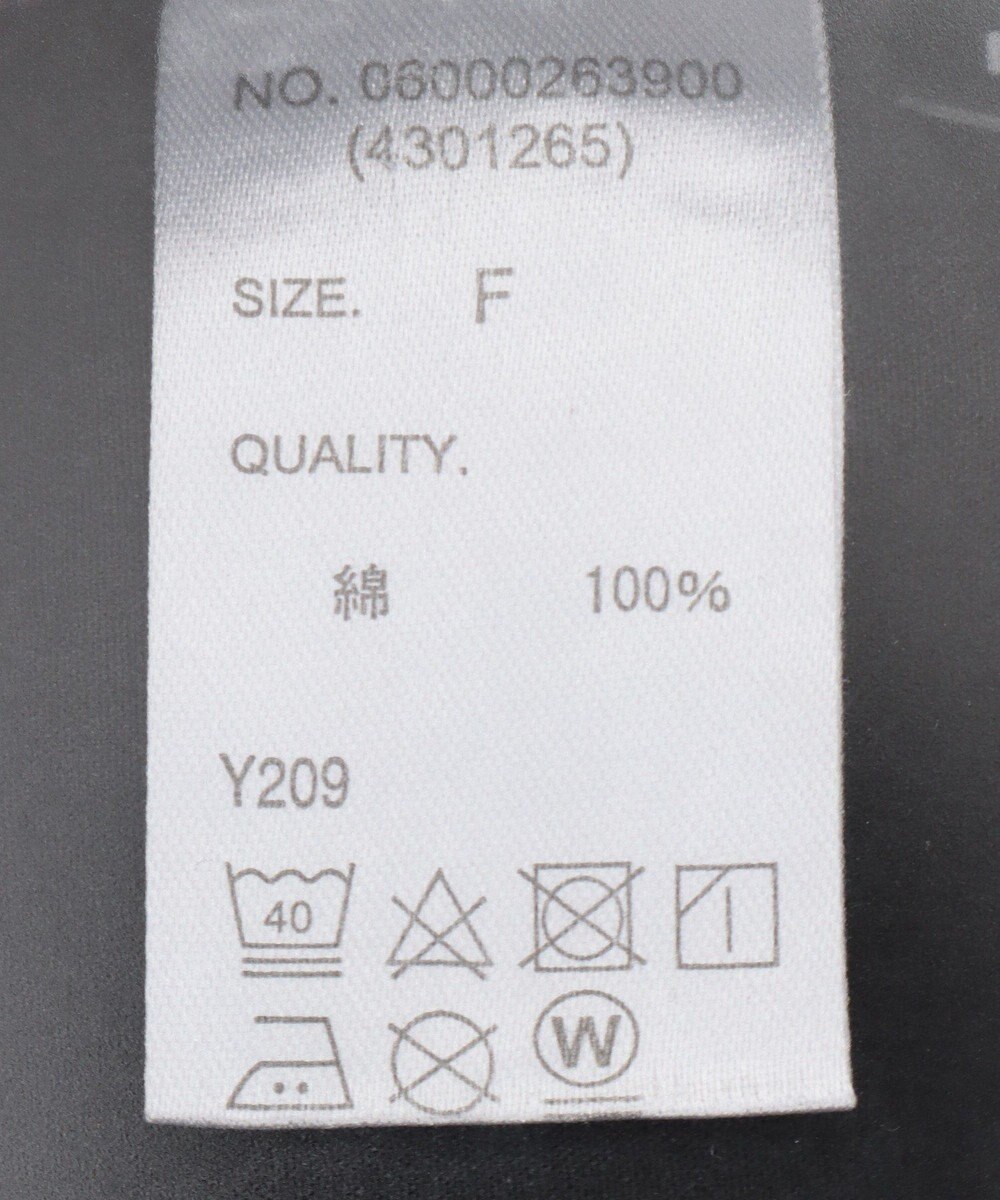 NO. 06000263900
(4301265)
SIZE. F
QUALITY.
綿 100%
Y209
40
W